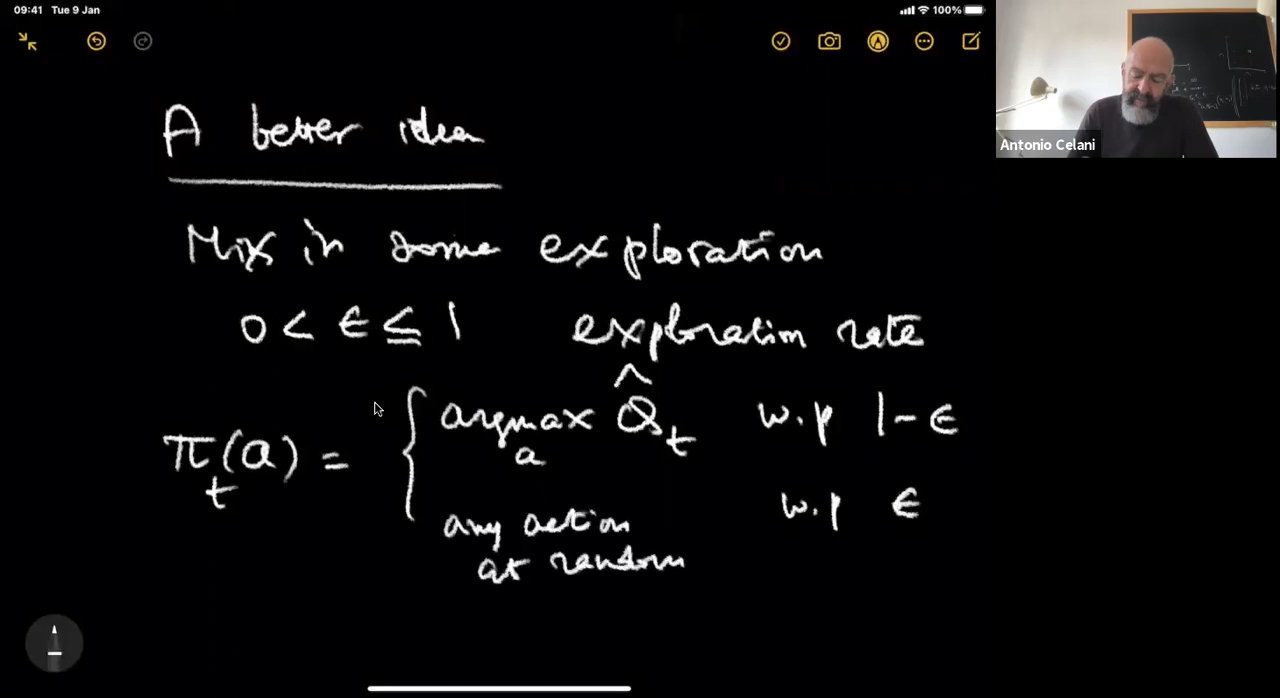 09:41 Tue 9 Jan
100%
Antonio Celani
A better idea
Mix in some exploration
0 < ϵ ≤ 1 exploration rate
π_t(a) = { argmax_a Q̂_t w.p 1-ϵ
any action w.p ϵ
at random